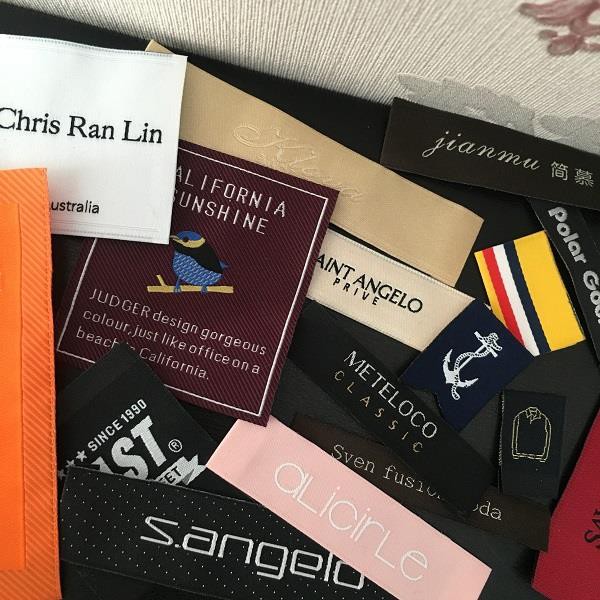 Chris Ran Lin
Australia
CALIFORNIA
SUNSHINE
JUDGER design gorgeous
colour, just like office on a
beach in California.
jianmu 简慕
Polar
SAINT ANGELO
PRIVE
METELOCO
CLASSIC
SINCE 1990
Sven fusion
ALICIRLE
s.angelo